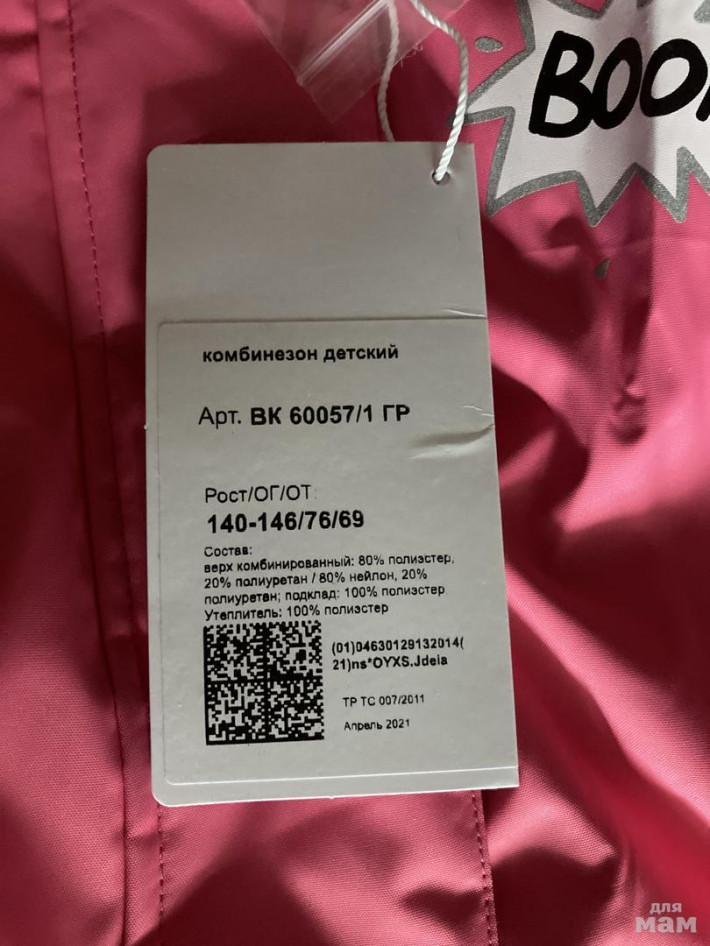 BOO
комбинезон детский
Арт. ВК 60057/1 ГР
Рост/ОГ/ОТ
140-146/76/69
Состав:
верх комбинированный: 80% полиэстер,
20% полиуретан / 80% нейлон, 20%
полиуретан; подклад: 100% полиэстер
Утеплитель: 100% полиэстер
(01)04630129132014(
21)ns*OYXS.Jdeia
ТР ТС 007/2011
Апрель 2021
для
мам